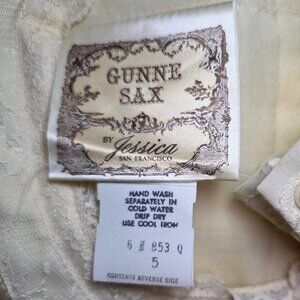 GUNNE
SAX
BY Jessica
SAN FRANCISCO
HAND WASH
SEPARATELY IN
COLD WATER
DRIP DRY
USE COOL IRON
6 H 853 Q
5
CONTENTS REVERSE SIDE